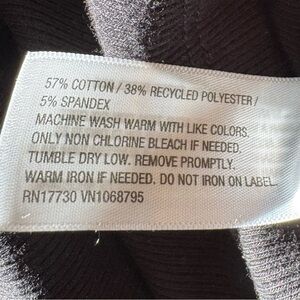 57% COTTON / 38% RECYCLED POLYESTER /
5% SPANDEX
MACHINE WASH WARM WITH LIKE COLORS.
ONLY NON CHLORINE BLEACH IF NEEDED.
TUMBLE DRY LOW. REMOVE PROMPTLY.
WARM IRON IF NEEDED. DO NOT IRON ON LABEL.
RN17730 VN1068795